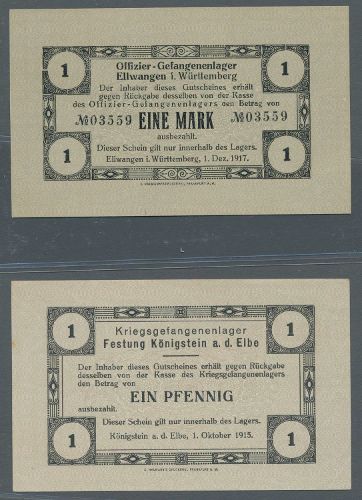 1 1
Offizier-Gefangenenlager
Ellwangen i. Württemberg
Der Inhaber dieses Gutscheines erhält
gegen Rückgabe desselben von der Kasse
des Offizier-Gefangenenlagers den Betrag von
№03559 EINE MARK №03559
ausbezahlt.
Dieser Schein gilt nur innerhalb des Lagers.
Ellwangen i. Württemberg, 1. Dez. 1917.
1 1
1 1
Kriegsgefangenenlager
Festung Königstein a. d. Elbe
Der Inhaber dieses Gutscheines erhält gegen Rückgabe
desselben von der Kasse des Kriegsgefangenenlagers
den Betrag von
EIN PFENNIG
ausbezahlt.
Dieser Schein gilt nur innerhalb des Lagers.
Königstein a. d. Elbe, 1. Oktober 1915.
1 1